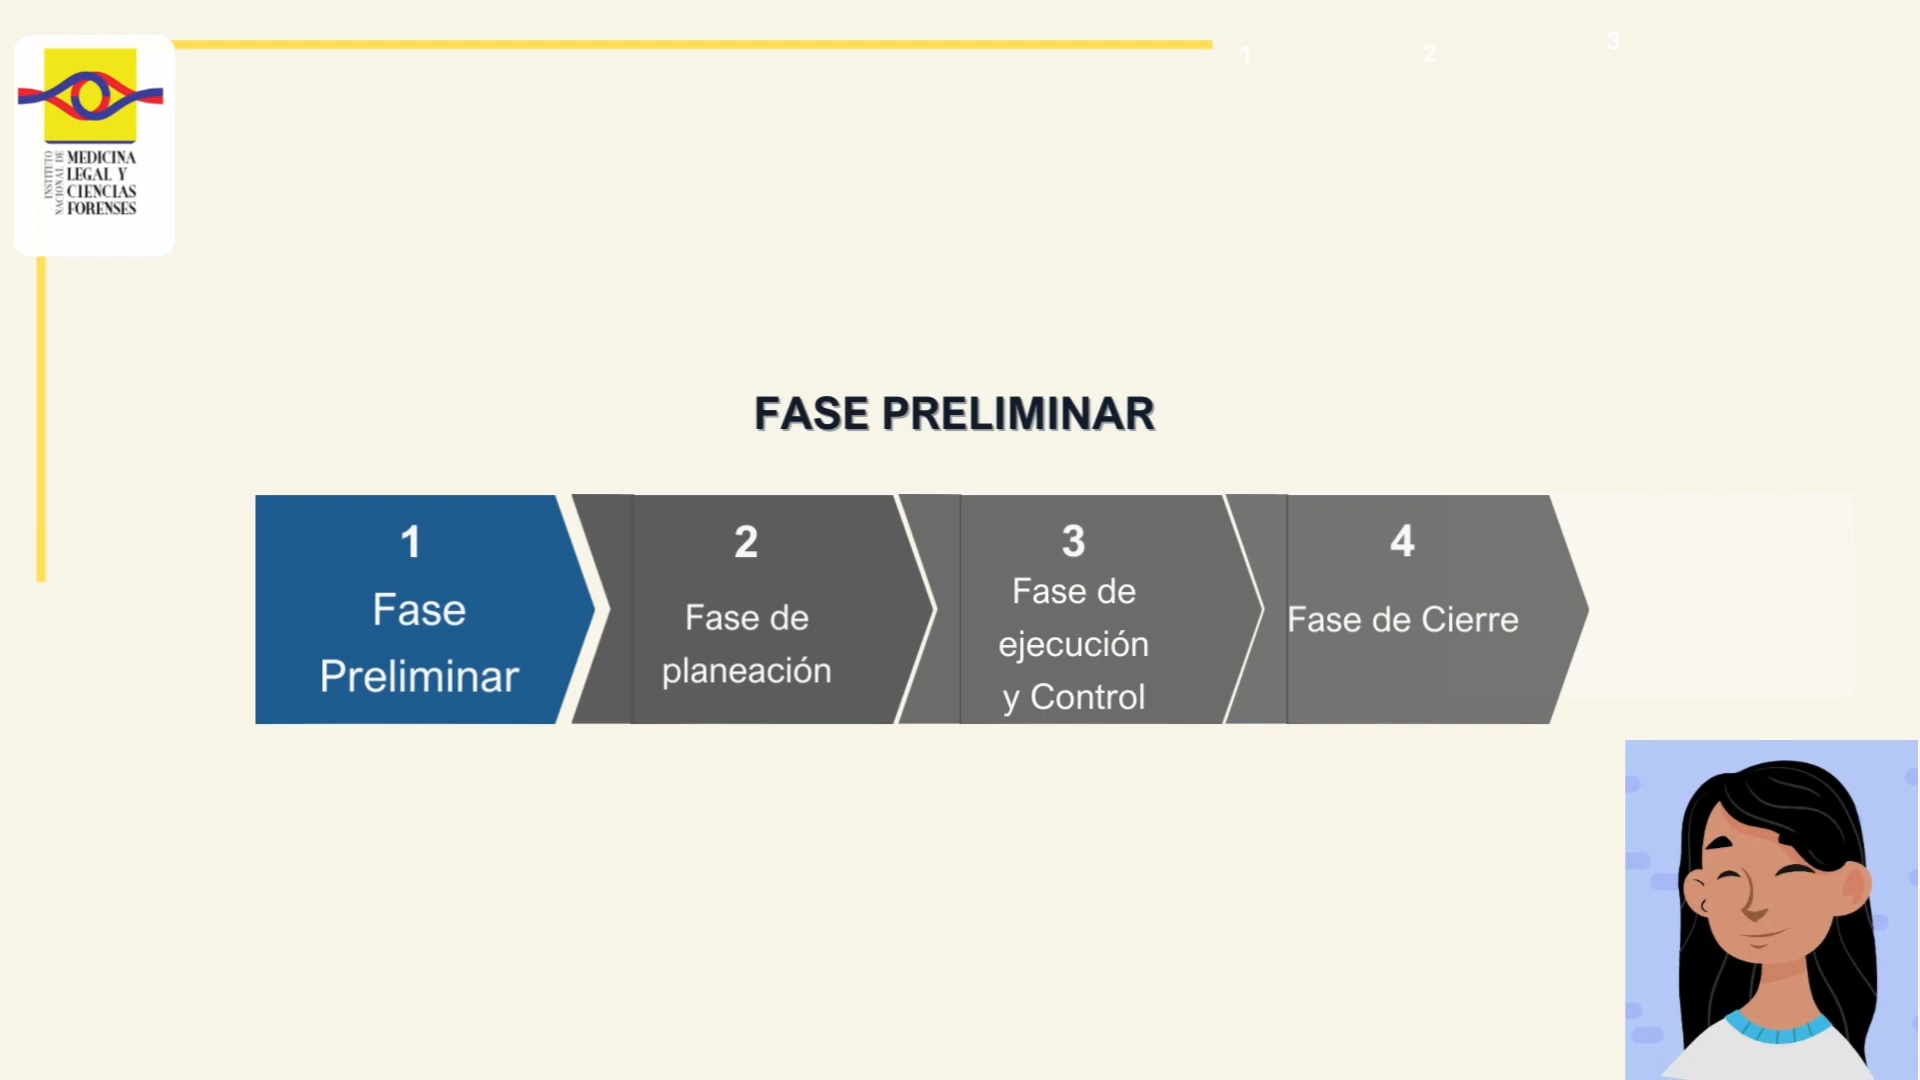 1
2
3
INSTITUTO
NACIONAL DE
MEDICINA
LEGAL Y
CIENCIAS
FORENSES
FASE PRELIMINAR
1
Fase
Preliminar
2
Fase de
planeación
3
Fase de
ejecución
y Control
4
Fase de Cierre